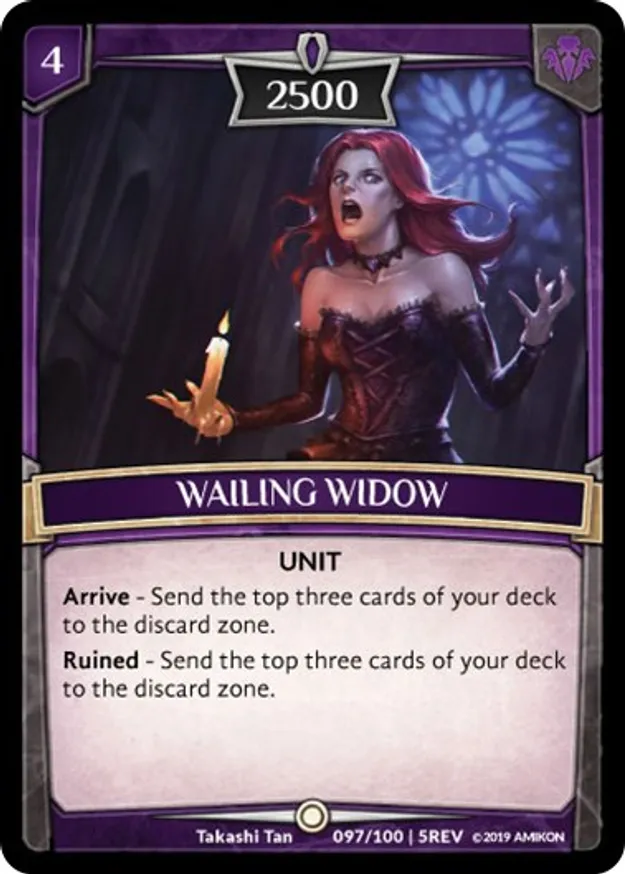 4
2500
WAILING WIDOW
UNIT
Arrive - Send the top three cards of your deck
to the discard zone.
Ruined - Send the top three cards of your deck
to the discard zone.
Takashi Tan 097/100 | 5REV ©2019 AMIKON